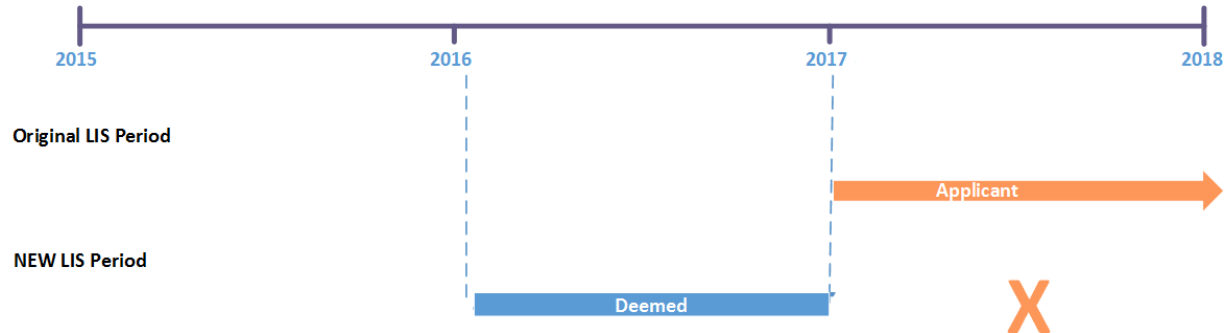 2015 2016 2017 2018
Original LIS Period
Applicant
NEW LIS Period
Deemed
X